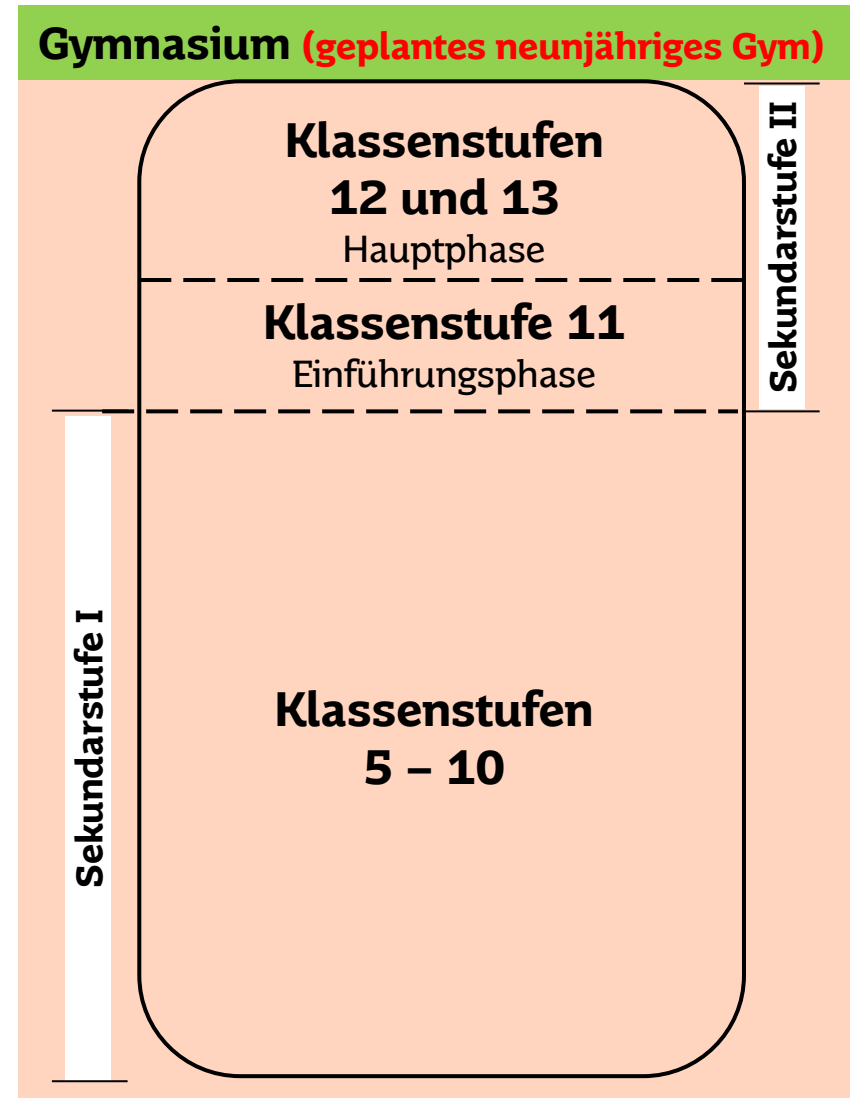 Gymnasium (geplantes neunjähriges Gym)
Klassenstufen
12 und 13
Hauptphase
Sekundarstufe II
Klassenstufe 11
Einführungsphase
Sekundarstufe I
Klassenstufen
5 – 10